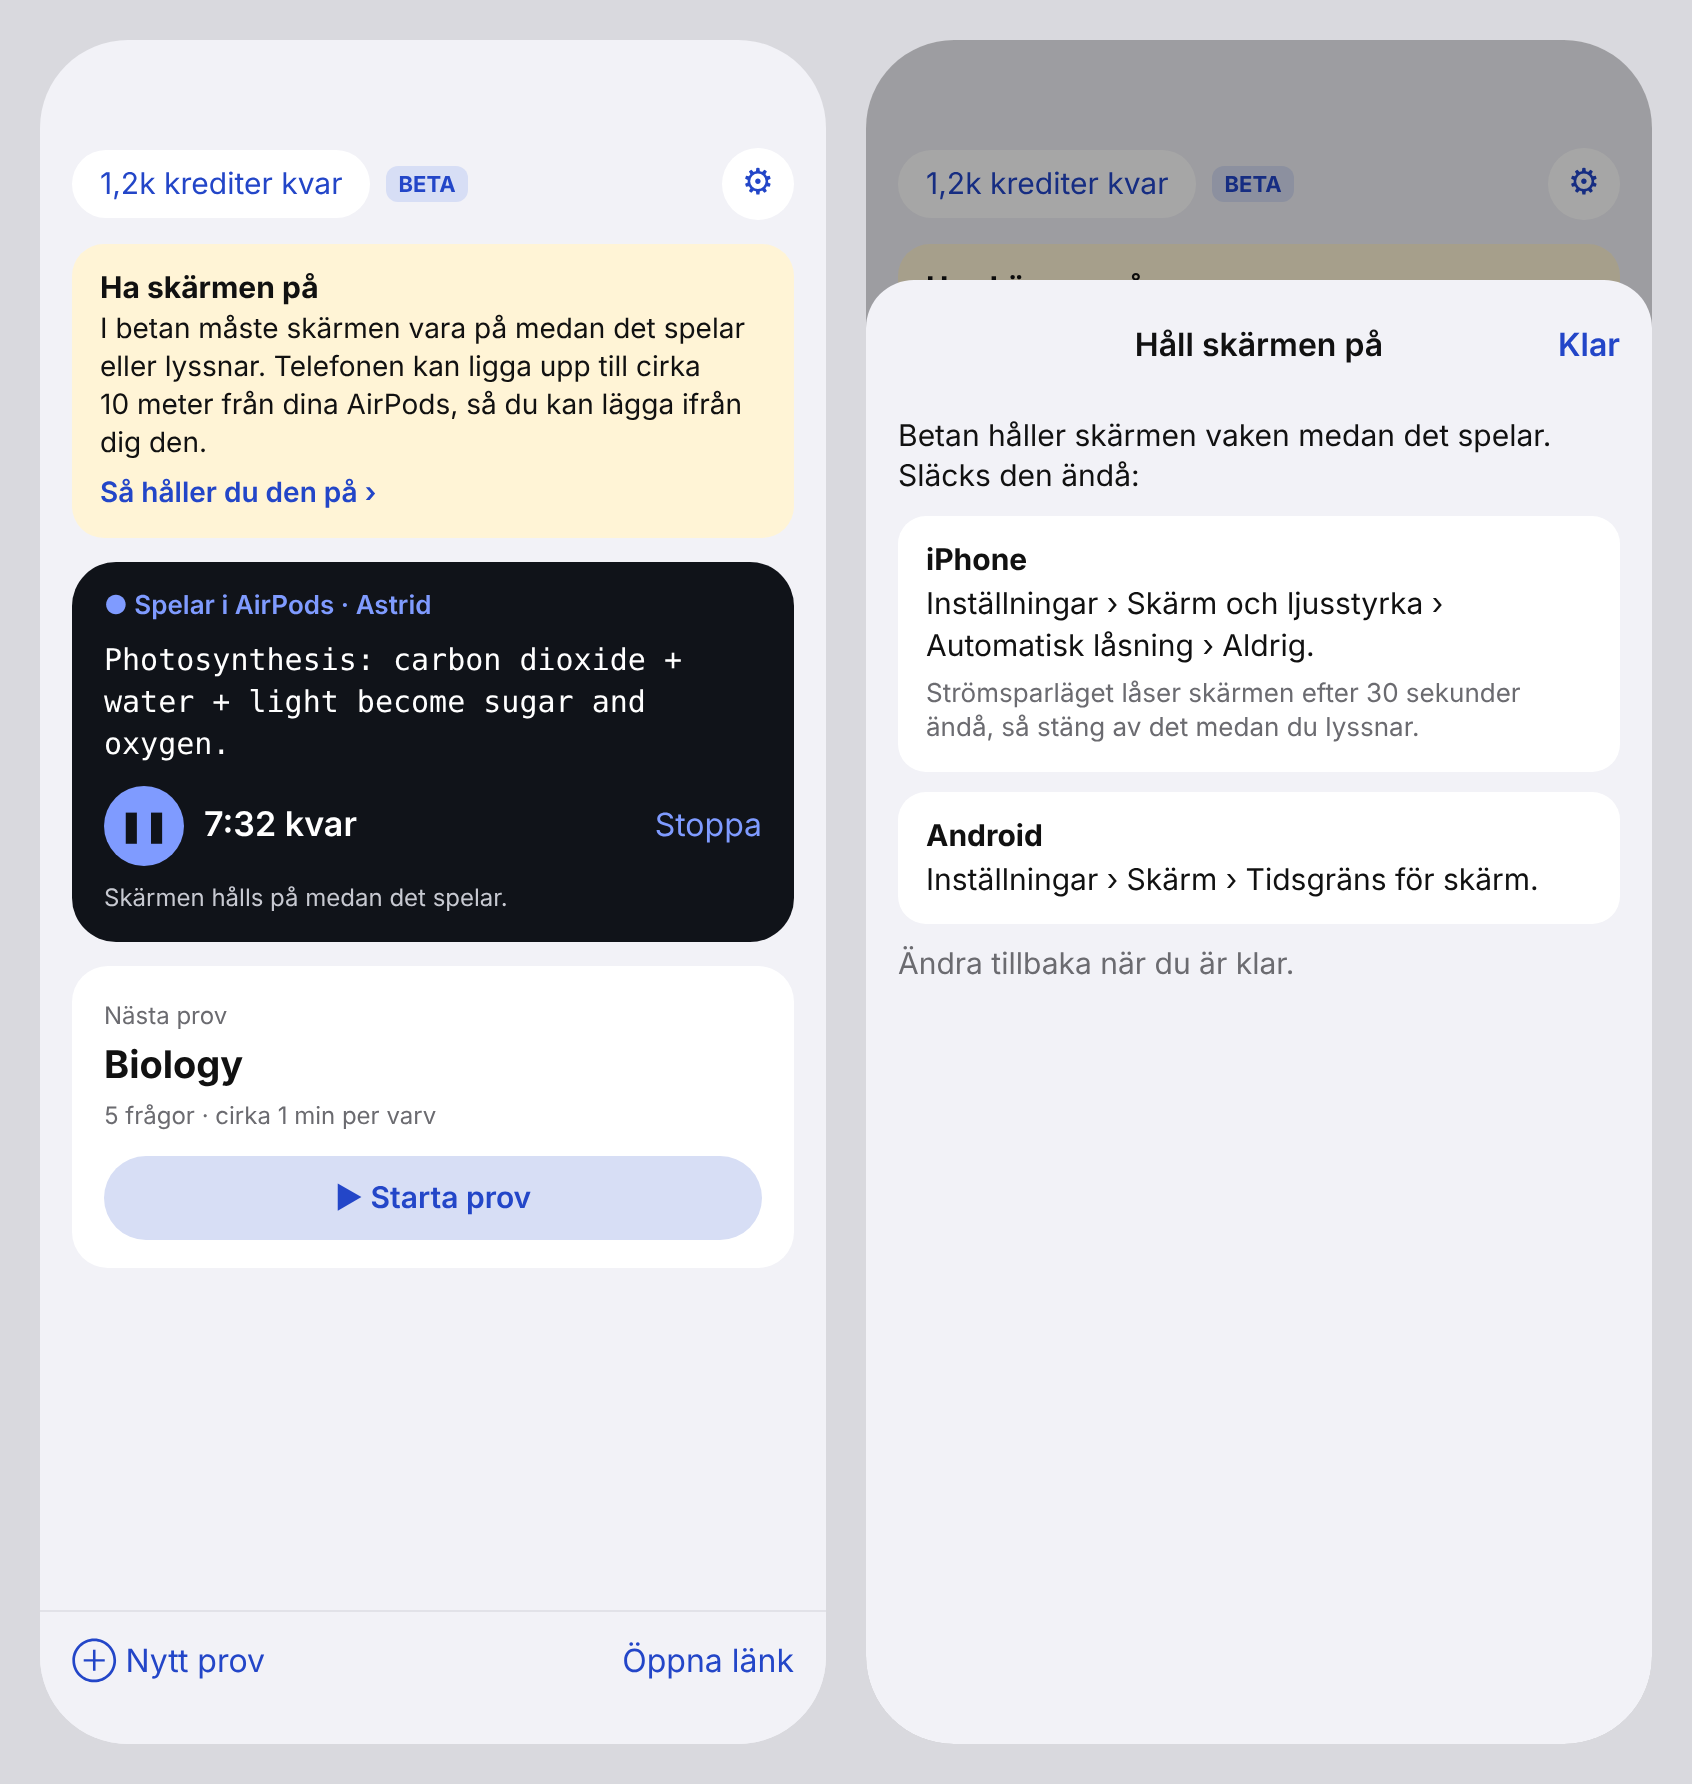 1,2k krediter kvar
BETA
Ha skärmen på
I betan måste skärmen vara på medan det spelar
eller lyssnar. Telefonen kan ligga upp till cirka
10 meter från dina AirPods, så du kan lägga ifrån
dig den.
Så håller du den på ›
Spelar i AirPods · Astrid
Photosynthesis: carbon dioxide +
water + light become sugar and
oxygen.
7:32 kvar
Stoppa
Skärmen hålls på medan det spelar.
Nästa prov
Biology
5 frågor · cirka 1 min per varv
Starta prov
Nytt prov
Öppna länk
1,2k krediter kvar
BETA
Håll skärmen på
Klar
Betan håller skärmen vaken medan det spelar.
Släcks den ändå:
iPhone
Inställningar › Skärm och ljusstyrka ›
Automatisk låsning › Aldrig.
Strömsparläget låser skärmen efter 30 sekunder
ändå, så stäng av det medan du lyssnar.
Android
Inställningar › Skärm › Tidsgräns för skärm.
Ändra tillbaka när du är klar.